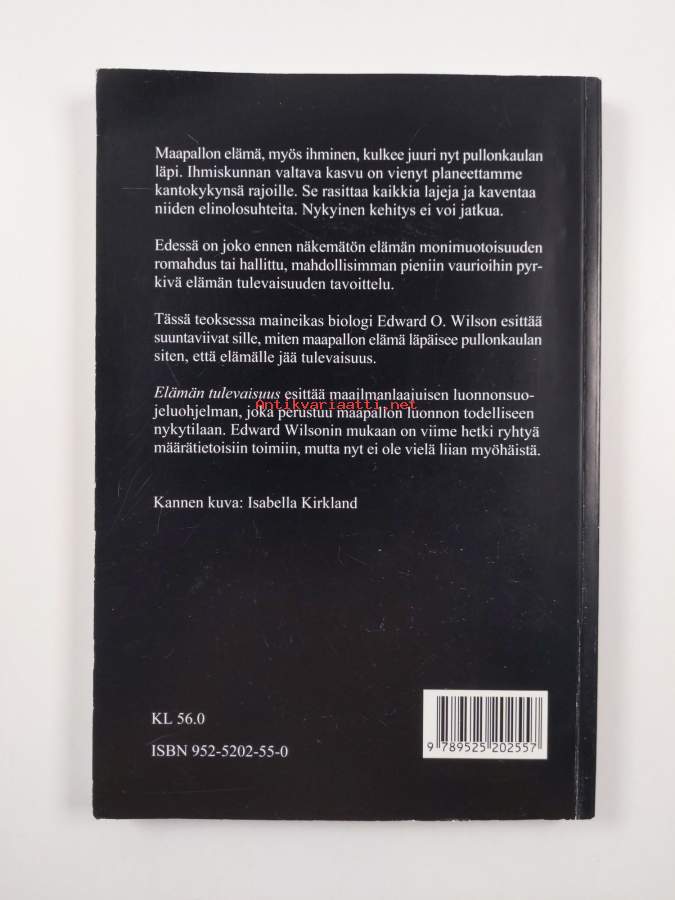 Maapallon elämä, myös ihminen, kulkee juuri nyt pullonkaulan
läpi. Ihmiskunnan valtava kasvu on vienyt planeettamme
kantokykynsä rajoille. Se rasittaa kaikkia lajeja ja kaventaa
niiden elinolosuhteita. Nykyinen kehitys ei voi jatkua.
Edessä on joko ennen näkemätön elämän monimuotoisuuden
romahdus tai hallittu, mahdollisimman pieniin vaurioihin pyr-
kivä elämän tulevaisuuden tavoittelu.
Tässä teoksessa maineikas biologi Edward O. Wilson esittää
suuntaviivat sille, miten maapallon elämä läpäisee pullonkaulan
siten, että elämälle jää tulevaisuus.
Elämän tulevaisuus esittää maailmanlaajuisen luonnonsuo-
Antikvariaatti.net
jeluohjelman, joka perustuu maapallon luonnon todelliseen
nykytilaan. Edward Wilsonin mukaan on viime hetki ryhtyä
määrätietoisiin toimiin, mutta nyt ei ole vielä liian myöhäistä.
Kannen kuva: Isabella Kirkland
KL 56.0
ISBN 952-5202-55-0
9 789525 202557